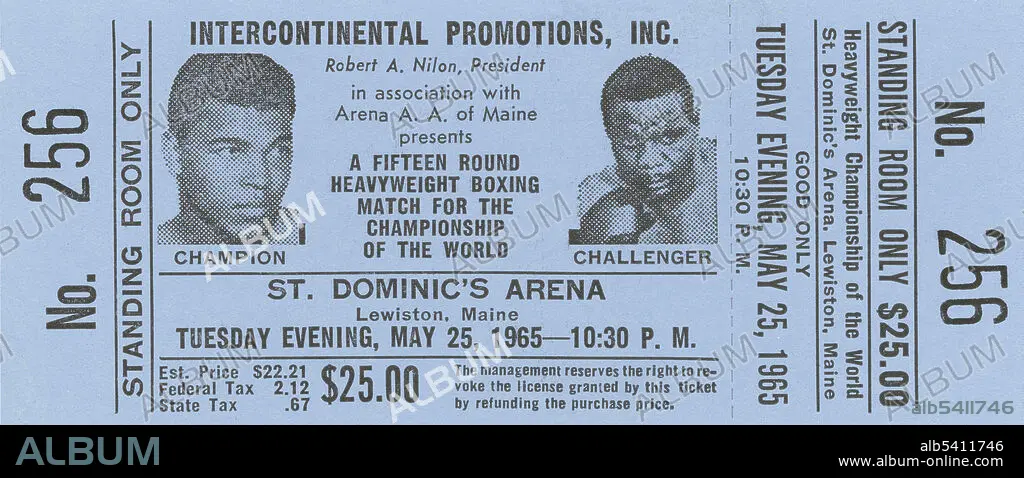 No. 256
STANDING ROOM ONLY
INTERCONTINENTAL PROMOTIONS, INC.
Robert A. Nilon, President
in association with
Arena A. A. of Maine
presents
A FIFTEEN ROUND
HEAVYWEIGHT BOXING
MATCH FOR THE
CHAMPIONSHIP
OF THE WORLD
CHAMPION
CHALLENGER
ST. DOMINIC'S ARENA
Lewiston, Maine
TUESDAY EVENING, MAY 25, 1965—10:30 P. M.
Est. Price $22.21
Federal Tax 2.12
State Tax .67
$25.00
The management reserves the right to re-
voke the license granted by this ticket
by refunding the purchase price.
TUESDAY EVENING, MAY 25, 1965
GOOD ONLY
10:30 P.M.
STANDING ROOM ONLY $25.00
Heavyweight Championship of the World
St. Dominic's Arena, Lewiston, Maine
No. 256
ALBUM
alb5411746
ALBUM
alb5411746
www.album-online.com